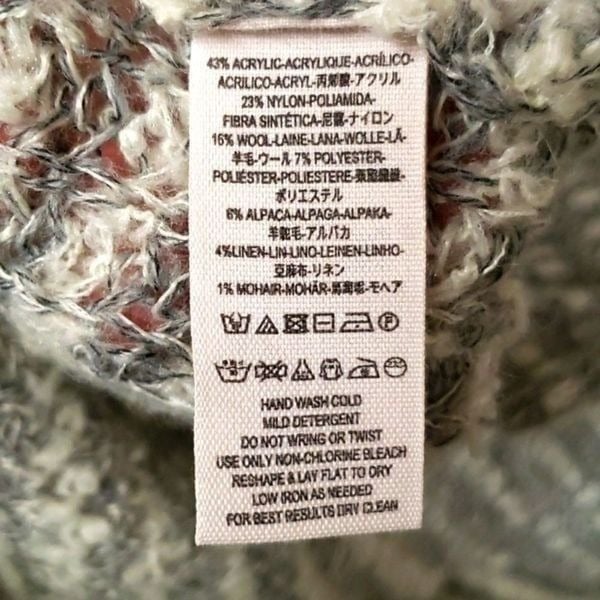 43% ACRYLIC-ACRYLIQUE-ACRÍLICO-
ACRILICO-ACRYL-丙烯酸-アクリル
23% NYLON-POLIAMIDA-
FIBRA SINTÉTICA-尼龍-ナイロン
16% WOOL-LAINE-LANA-WOLLE-LÃ-
羊毛-ウール 7% POLYESTER-
POLIÉSTER-POLIESTERE-聚酯纖維-
ポリエステル
6% ALPACA-ALPAGA-ALPAKA-
羊駝毛-アルパカ
4%LINEN-LIN-LINO-LEINEN-LINHO-
亞麻布-リネン
1% MOHAIR-MOHÄR-馬海毛-モヘア
HAND WASH COLD
MILD DETERGENT
DO NOT WRING OR TWIST
USE ONLY NON-CHLORINE BLEACH
RESHAPE & LAY FLAT TO DRY
LOW IRON AS NEEDED
FOR BEST RESULTS DRY CLEAN